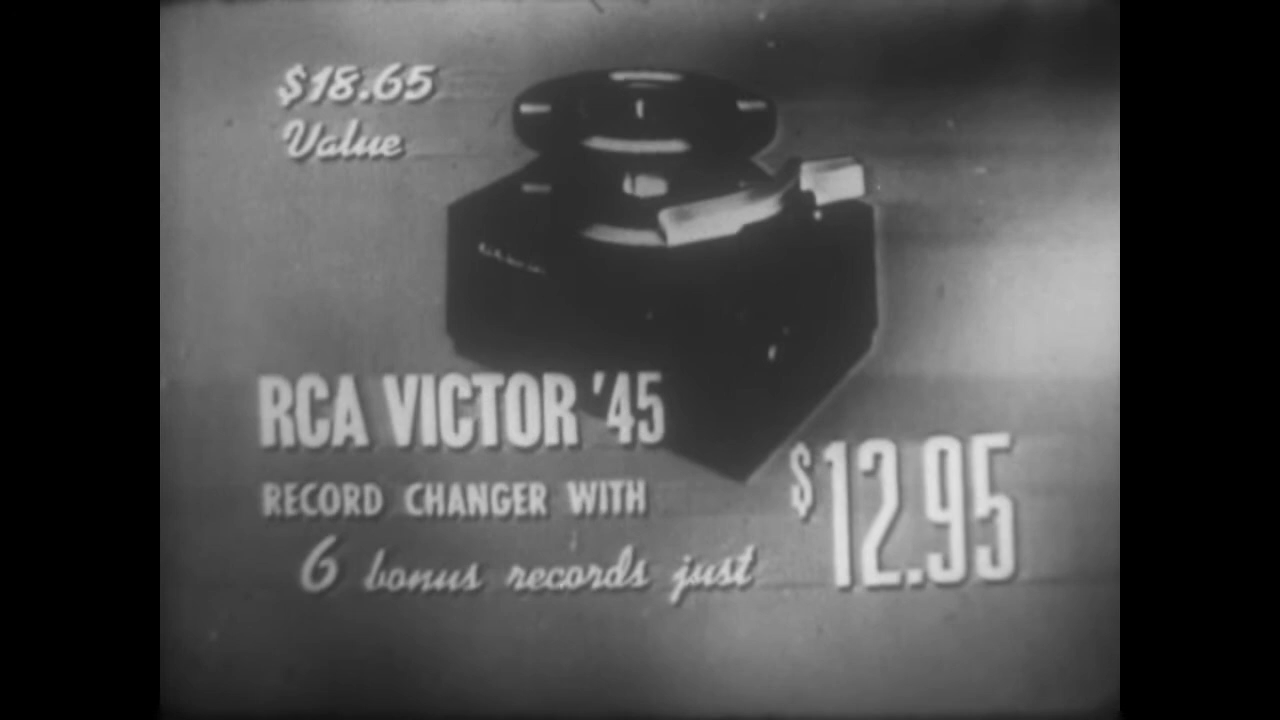 $18.65
Value
RCA VICTOR '45
RECORD CHANGER WITH
6 bonus records just
$12.95